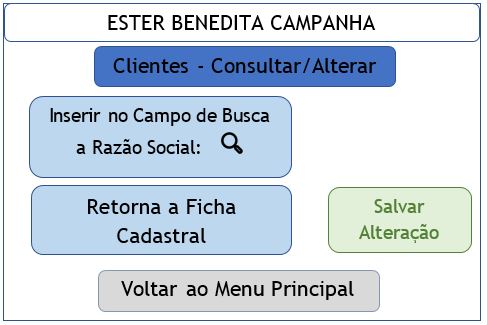 ESTER BENEDITA CAMPANHA
Clientes - Consultar/Alterar
Inserir no Campo de Busca
a Razão Social:
Retorna a Ficha
Cadastral
Salvar
Alteração
Voltar ao Menu Principal